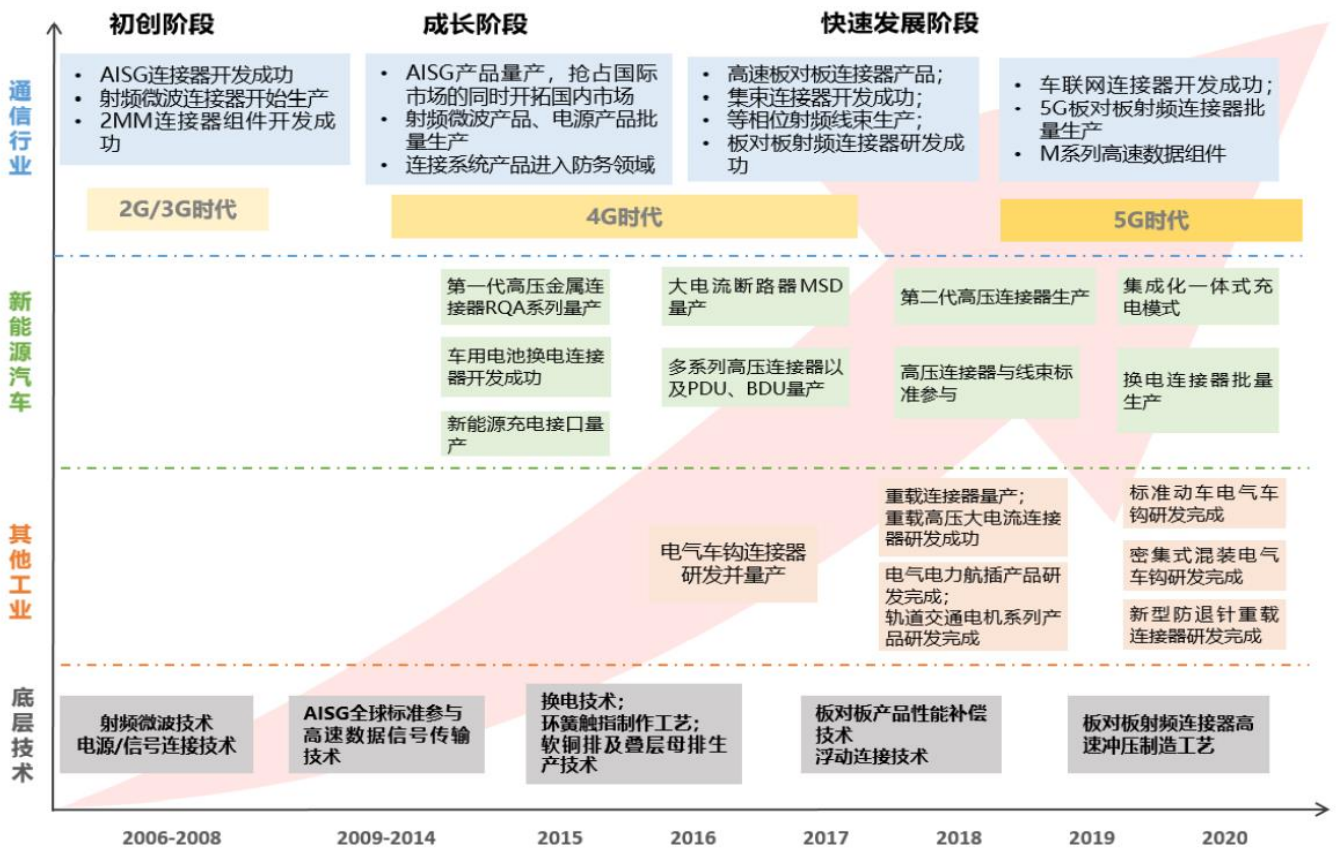 初创阶段
成长阶段
快速发展阶段
通信行业
• AISG连接器开发成功
• 射频微波连接器开始生产
• 2MM连接器组件开发成
功
• AISG产品量产，抢占国际
市场的同时开拓国内市场
• 射频微波产品、电源产品批
量生产
• 连接系统产品进入防务领域
• 高速板对板连接器产品；
• 集束连接器开发成功；
• 等相位射频线束生产；
• 板对板射频连接器研发成
功
• 车联网连接器开发成功；
• 5G板对板射频连接器批
量生产
• M系列高速数据组件
2G/3G时代
4G时代
5G时代
新能源汽车
第一代高压金属连
接器RQA系列量产
车用电池换电连接
器开发成功
新能源充电接口量
产
大电流断路器MSD
量产
多系列高压连接器以
及PDU、BDU量产
第二代高压连接器生产
高压连接器与线束标
准参与
集成化一体式充
电模式
换电连接器批量
生产
其他工业
电气车钩连接器
研发并量产
重载连接器量产；
重载高压大电流连接
器研发成功
电气电力航插产品研
发完成；
轨道交通电机系列产
品研发完成
标准动车电气车
钩研发完成
密集式混装电气
车钩研发完成
新型防退针重载
连接器研发完成
底层技术
射频微波技术
电源/信号连接技术
AISG全球标准参与
高速数据信号传输
技术
换电技术；
环簧触指制作工艺；
软铜排及叠层母排生
产技术
板对板产品性能补偿
技术
浮动连接技术
板对板射频连接器高
速冲压制造工艺
2006-2008
2009-2014
2015
2016
2017
2018
2019
2020